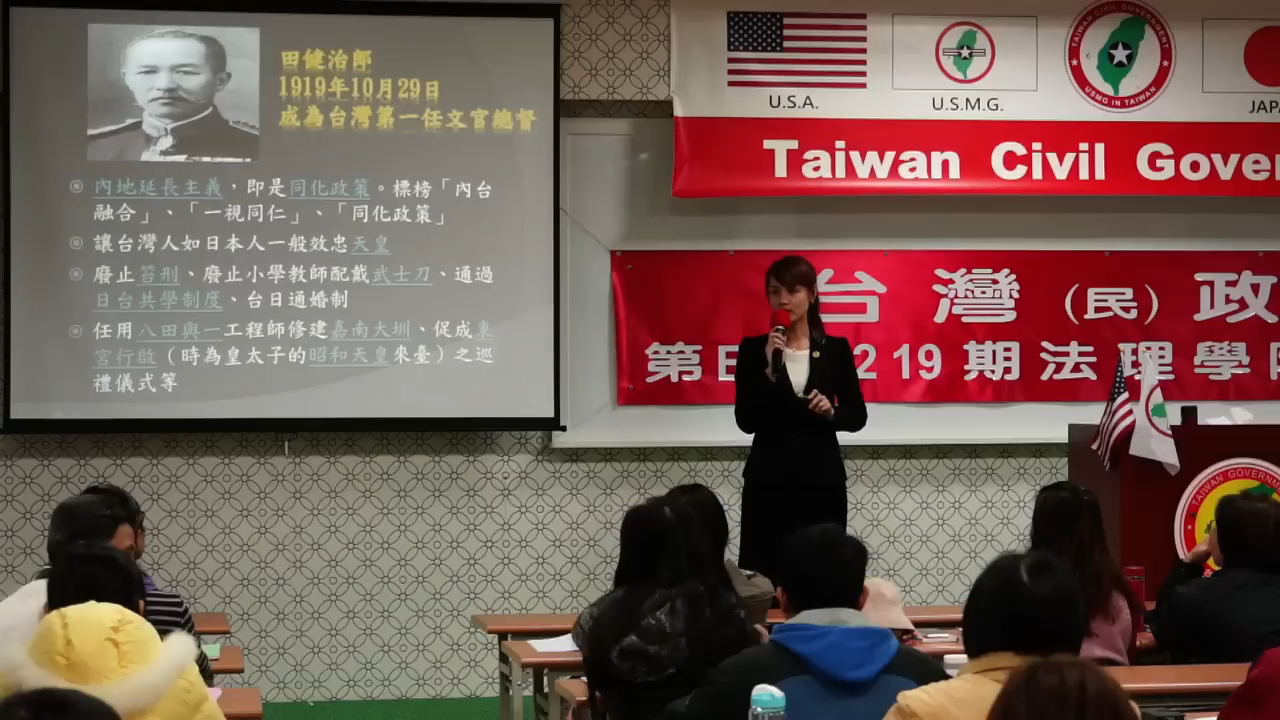 田健治郎
1919年10月29日
成為台灣第一任文官總督
內地延長主義，即是同化政策。標榜「內台
融合」、「一視同仁」、「同化政策」
讓台灣人如日本人一般效忠天皇
廢止笞刑、廢止小學教師配戴武士刀、通過
日台共學制度、台日通婚制
任用八田與一工程師修建嘉南大圳、促成東
宮行啟（時為皇太子的昭和天皇來臺）之巡
禮儀式等
U.S.A.
U.S.M.G.
TAIWAN CIVIL GOVERNMENT
USMG IN TAIWAN
JAPA
Taiwan Civil Gover
台灣(民)政
第
219期法理學
TAIWAN GOVERNM